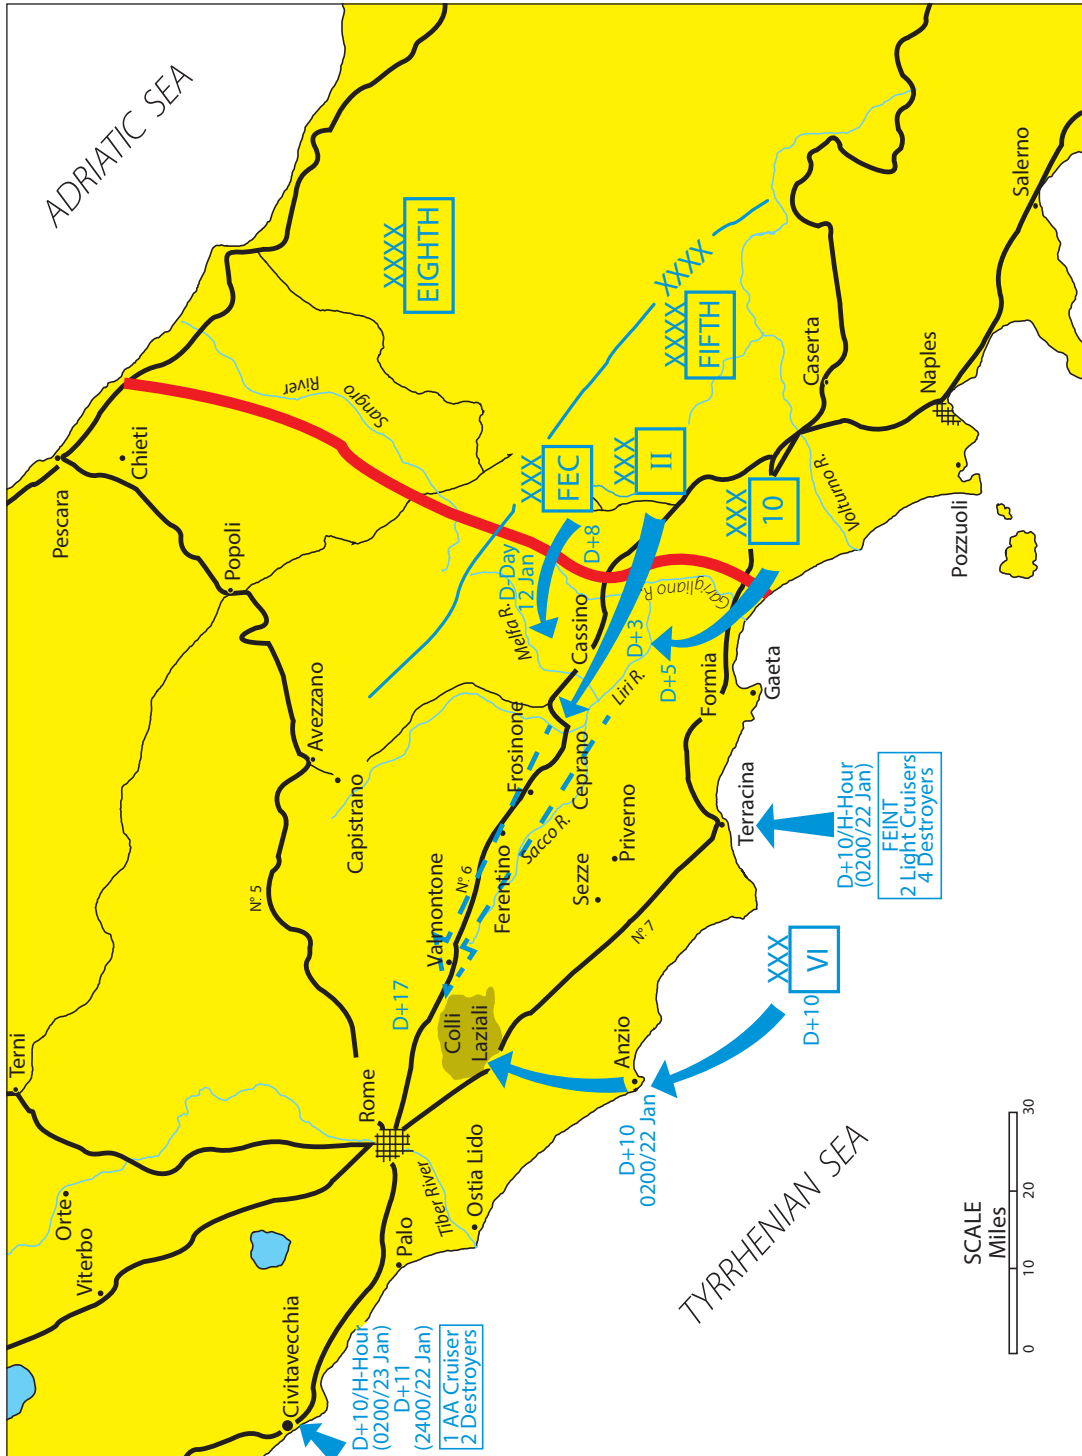 ADRIATIC SEA
TYRRHENIAN SEA
Terni
Orte
Viterbo
Civitavecchia
D+10/H-Hour
(0200/23 Jan)
D+11
(2400/22 Jan)
1 AA Cruiser
2 Destroyers
Palo
Tiber River
Ostia Lido
Rome
Nº. 5
Capistrano
Avezzano
Popoli
Pescara
Chieti
Sangro
River
XXXX
EIGHTH
XXXX
XXXX
FIFTH
D+17
Colli
Laziali
Valmontone
Nº. 6
Ferentino
Frosinone
Sacco R.
Ceprano
Sezze
Priverno
Nº. 7
Liri R.
Melfa R.
Cassino
D-Day
12 Jan
XXX
FEC
D+8
XXX
II
D+3
D+5
Garigliano R.
XXX
10
Volturno R.
Formia
Gaeta
Terracina
D+10/H-Hour
(0200/22 Jan)
FEINT
2 Light Cruisers
4 Destroyers
XXX
VI
D+10
Anzio
D+10
0200/22 Jan
Caserta
Naples
Pozzuoli
Salerno
SCALE
Miles
0 10 20 30